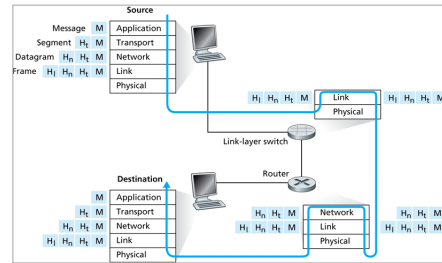 Source
Message M Application
Segment Ht M Transport
Datagram Hn Ht M Network
Frame Hl Hn Ht M Link
Physical
Hl Hn Ht M Link Hl Hn Ht M
Physical
Link-layer switch
Router
Destination
M Application
Ht M Transport
Hn Ht M Network
Hl Hn Ht M Link
Physical
Hn Ht M Network Hn Ht M
Hl Hn Ht M Link Hl Hn Ht M
Physical